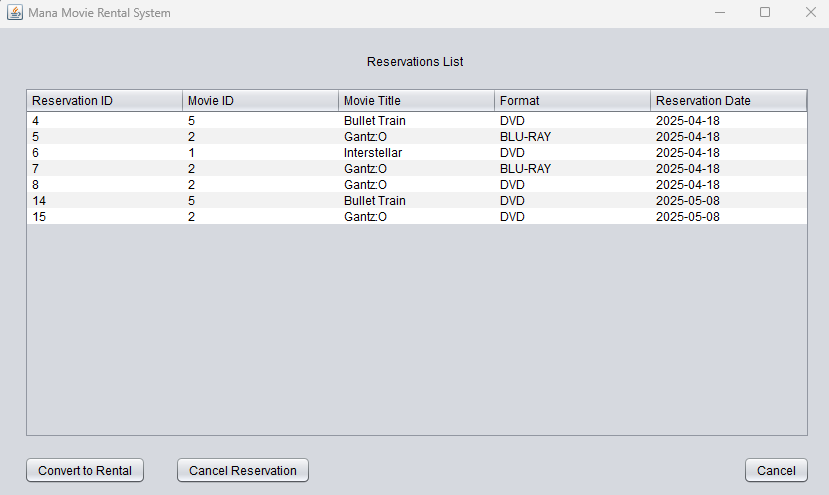 Mana Movie Rental System
Reservations List
Reservation ID Movie ID Movie Title Format Reservation Date
4 5 Bullet Train DVD 2025-04-18
5 2 Gantz:O BLU-RAY 2025-04-18
6 1 Interstellar DVD 2025-04-18
7 2 Gantz:O BLU-RAY 2025-04-18
8 2 Gantz:O DVD 2025-04-18
14 5 Bullet Train DVD 2025-05-08
15 2 Gantz:O DVD 2025-05-08
Convert to Rental Cancel Reservation Cancel